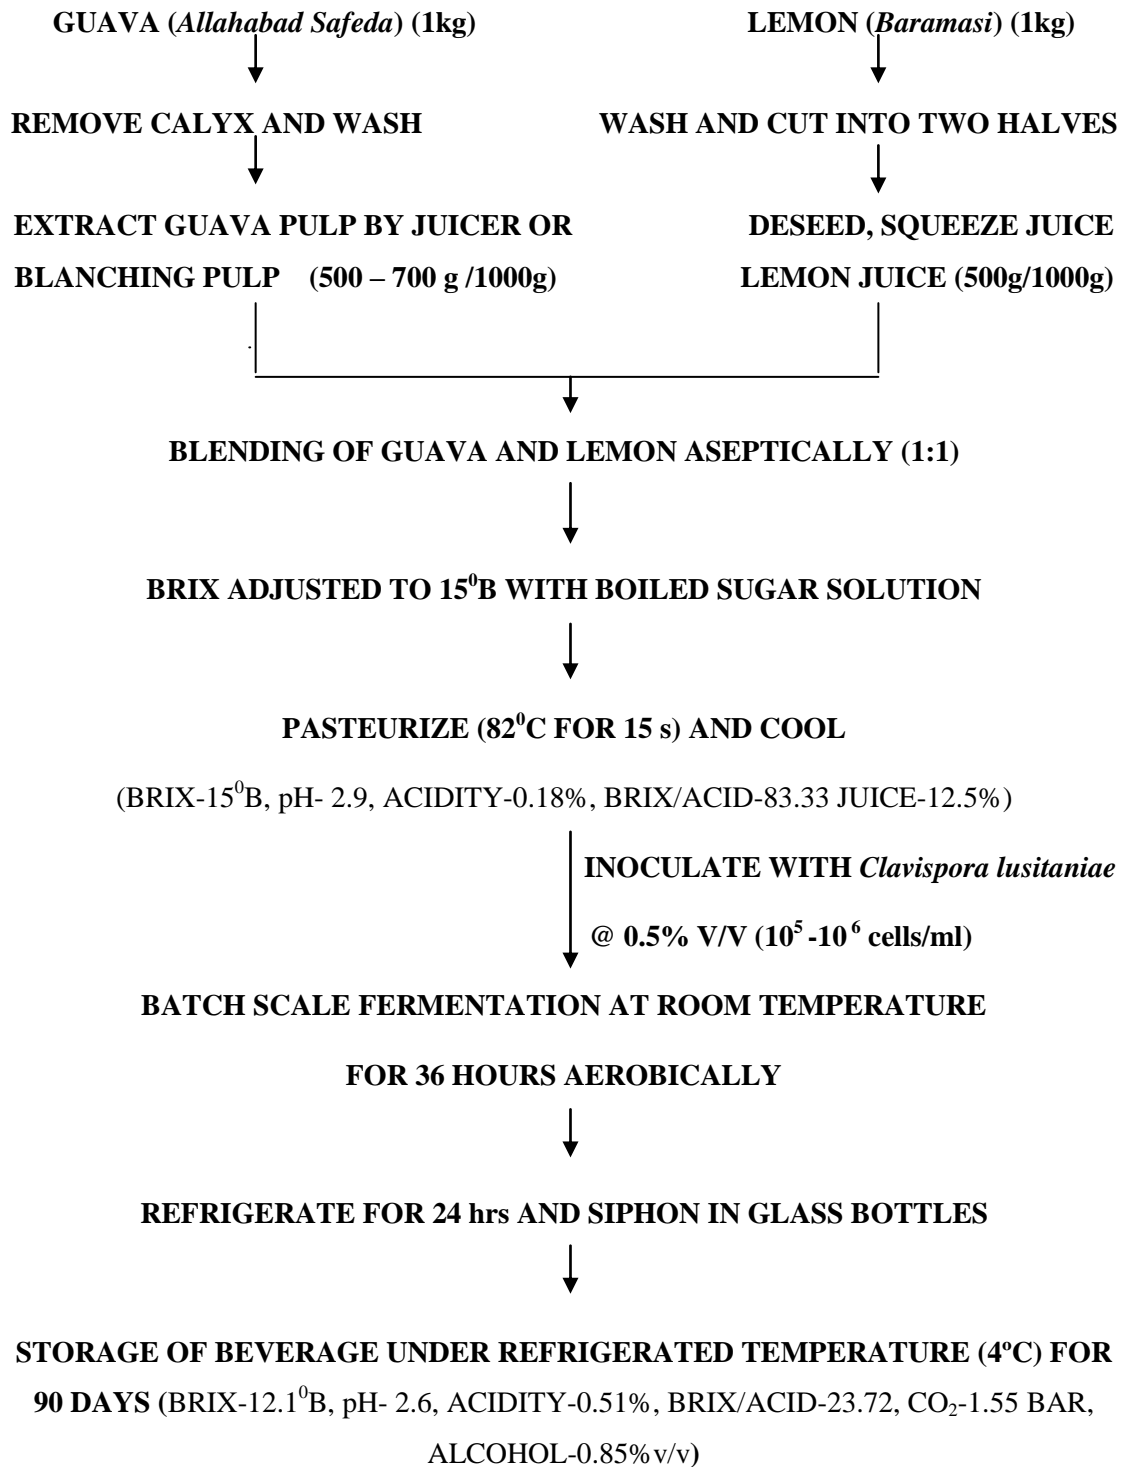 GUAVA (Allahabad Safeda) (1kg)
LEMON (Baramasi) (1kg)
REMOVE CALYX AND WASH
WASH AND CUT INTO TWO HALVES
EXTRACT GUAVA PULP BY JUICER OR
BLANCHING PULP (500 – 700 g /1000g)
DESEED, SQUEEZE JUICE
LEMON JUICE (500g/1000g)
BLENDING OF GUAVA AND LEMON ASEPTICALLY (1:1)
BRIX ADJUSTED TO 15⁰B WITH BOILED SUGAR SOLUTION
PASTEURIZE (82⁰C FOR 15 s) AND COOL
(BRIX-15⁰B, pH- 2.9, ACIDITY-0.18%, BRIX/ACID-83.33 JUICE-12.5%)
INOCULATE WITH Clavispora lusitaniae
@ 0.5% V/V (10⁵ -10 ⁶ cells/ml)
BATCH SCALE FERMENTATION AT ROOM TEMPERATURE
FOR 36 HOURS AEROBICALLY
REFRIGERATE FOR 24 hrs AND SIPHON IN GLASS BOTTLES
STORAGE OF BEVERAGE UNDER REFRIGERATED TEMPERATURE (4ºC) FOR
90 DAYS (BRIX-12.1⁰B, pH- 2.6, ACIDITY-0.51%, BRIX/ACID-23.72, CO₂-1.55 BAR,
ALCOHOL-0.85%v/v)